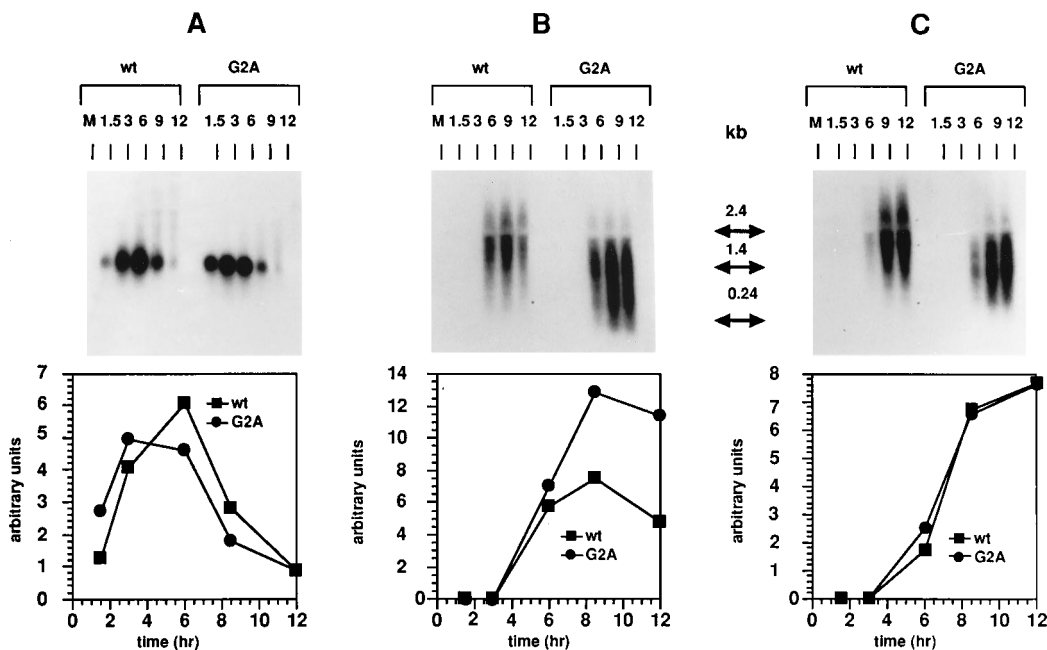 A B C
wt G2A wt G2A wt G2A
M 1.5 3 6 9 12 1.5 3 6 9 12 M 1.5 3 6 9 12 1.5 3 6 9 12 kb M 1.5 3 6 9 12 1.5 3 6 9 12
2.4
1.4
0.24
7 14 8
6 12 7
5 10 6
4 8 5
3 6 4
2 4 3
1 2 2
0 0 1
0
wt wt wt
G2A G2A G2A
arbitrary units arbitrary units arbitrary units
0 2 4 6 8 10 12 0 2 4 6 8 10 12 0 2 4 6 8 10 12
time (hr) time (hr) time (hr)